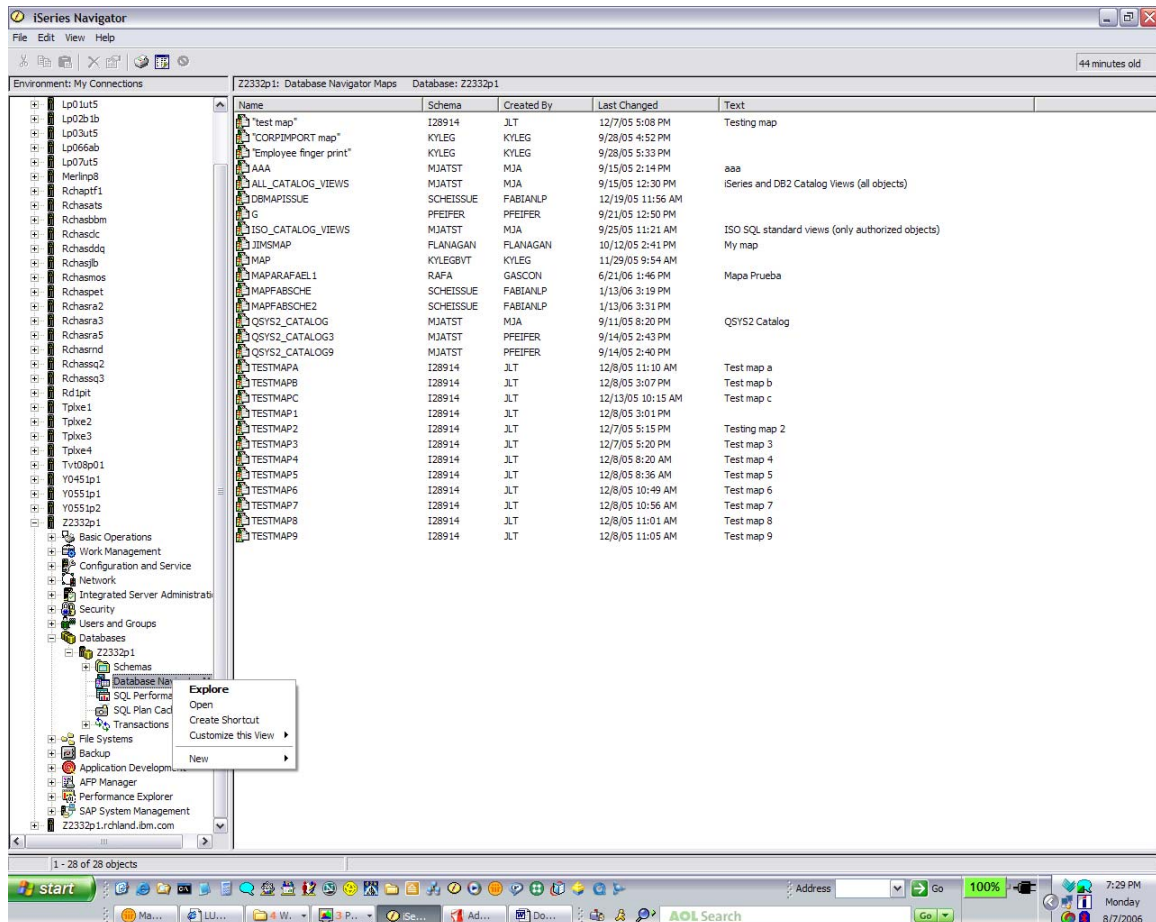 iSeries Navigator
File Edit View Help
44 minutes old
Environment: My Connections
Z2332p1: Database Navigator Maps Database: Z2332p1
Lp01ut5
Lp02b1b
Lp03ut5
Lp066ab
Lp07ut5
Merlinp8
Rchaptf1
Rchasats
Rchasbbm
Rchasclc
Rchasddq
Rchasjlb
Rchasmos
Rchaspet
Rchasra2
Rchasra3
Rchasra5
Rchasrnd
Rchassq2
Rchassq3
Rd1pit
Tplxe1
Tplxe2
Tplxe3
Tplxe4
Tvt08p01
Y0451p1
Y0551p1
Y0551p2
Z2332p1
Basic Operations
Work Management
Configuration and Service
Network
Integrated Server Administrati
Security
Users and Groups
Databases
Z2332p1
Schemas
Database Nav
SQL Performa
SQL Plan Cac
Transactions
File Systems
Backup
Application Developm
AFP Manager
Performance Explorer
SAP System Management
Z2332p1.rchland.ibm.com
Explore
Open
Create Shortcut
Customize this View
New
Name Schema Created By Last Changed Text
"test map" I28914 JLT 12/7/05 5:08 PM Testing map
"CORPIMPORT map" KYLEG KYLEG 9/28/05 4:52 PM
"Employee finger print" KYLEG KYLEG 9/28/05 5:33 PM
AAA MJATST MJA 9/15/05 2:14 PM aaa
ALL_CATALOG_VIEWS MJATST MJA 9/15/05 12:30 PM iSeries and DB2 Catalog Views (all objects)
DBMAPISSUE SCHEISSUE FABIANLP 12/19/05 11:56 AM
G PFEIFER PFEIFER 9/21/05 12:50 PM
ISO_CATALOG_VIEWS MJATST MJA 9/25/05 11:21 AM ISO SQL standard views (only authorized objects)
JIMSMAP FLANAGAN FLANAGAN 10/12/05 2:41 PM My map
MAP KYLEGBVT KYLEG 11/29/05 9:54 AM
MAPARAFAEL1 RAFA GASCON 6/21/06 1:46 PM Mapa Prueba
MAPFABSCHE SCHEISSUE FABIANLP 1/13/06 3:19 PM
MAPFABSCHE2 SCHEISSUE FABIANLP 1/13/06 3:31 PM
QSYS2_CATALOG MJATST MJA 9/11/05 8:20 PM QSYS2 Catalog
QSYS2_CATALOG3 MJATST PFEIFER 9/14/05 2:43 PM
QSYS2_CATALOG9 MJATST PFEIFER 9/14/05 2:40 PM
TESTMAPA I28914 JLT 12/8/05 11:10 AM Test map a
TESTMAPB I28914 JLT 12/8/05 3:07 PM Test map b
TESTMAPC I28914 JLT 12/13/05 10:15 AM Test map c
TESTMAP1 I28914 JLT 12/8/05 3:01 PM
TESTMAP2 I28914 JLT 12/7/05 5:15 PM Testing map 2
TESTMAP3 I28914 JLT 12/7/05 5:20 PM Test map 3
TESTMAP4 I28914 JLT 12/8/05 8:20 AM Test map 4
TESTMAP5 I28914 JLT 12/8/05 8:36 AM Test map 5
TESTMAP6 I28914 JLT 12/8/05 10:49 AM Test map 6
TESTMAP7 I28914 JLT 12/8/05 10:56 AM Test map 7
TESTMAP8 I28914 JLT 12/8/05 11:01 AM Test map 8
TESTMAP9 I28914 JLT 12/8/05 11:05 AM Test map 9
1 - 28 of 28 objects
start Address Go 100% 7:29 PM
Monday
Ma... LU... 4 W. 3 P... iSe... Ad... Do... AOL Search Go 8/7/2006